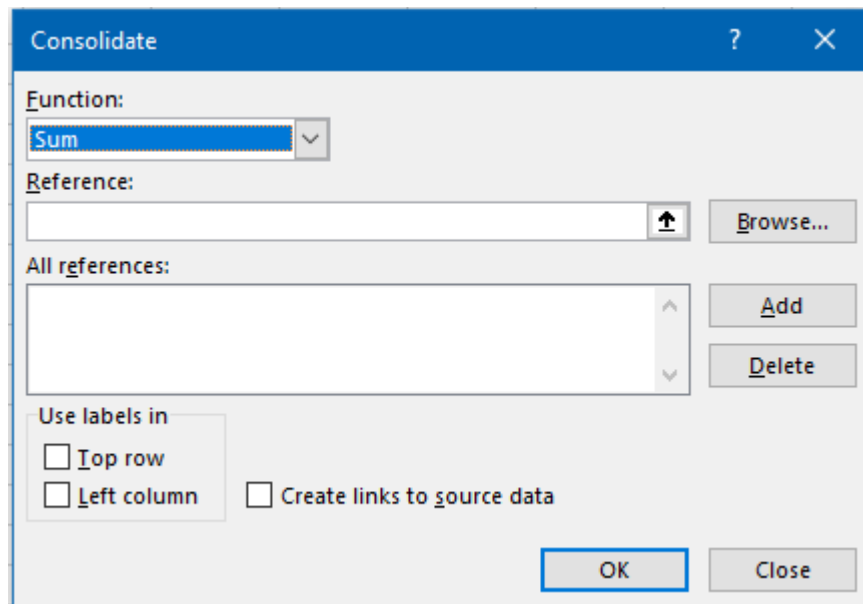 Consolidate ?
Function:
Sum
Reference:
Browse...
All references:
Add
Delete
Use labels in
Top row
Left column
Create links to source data
OK
Close